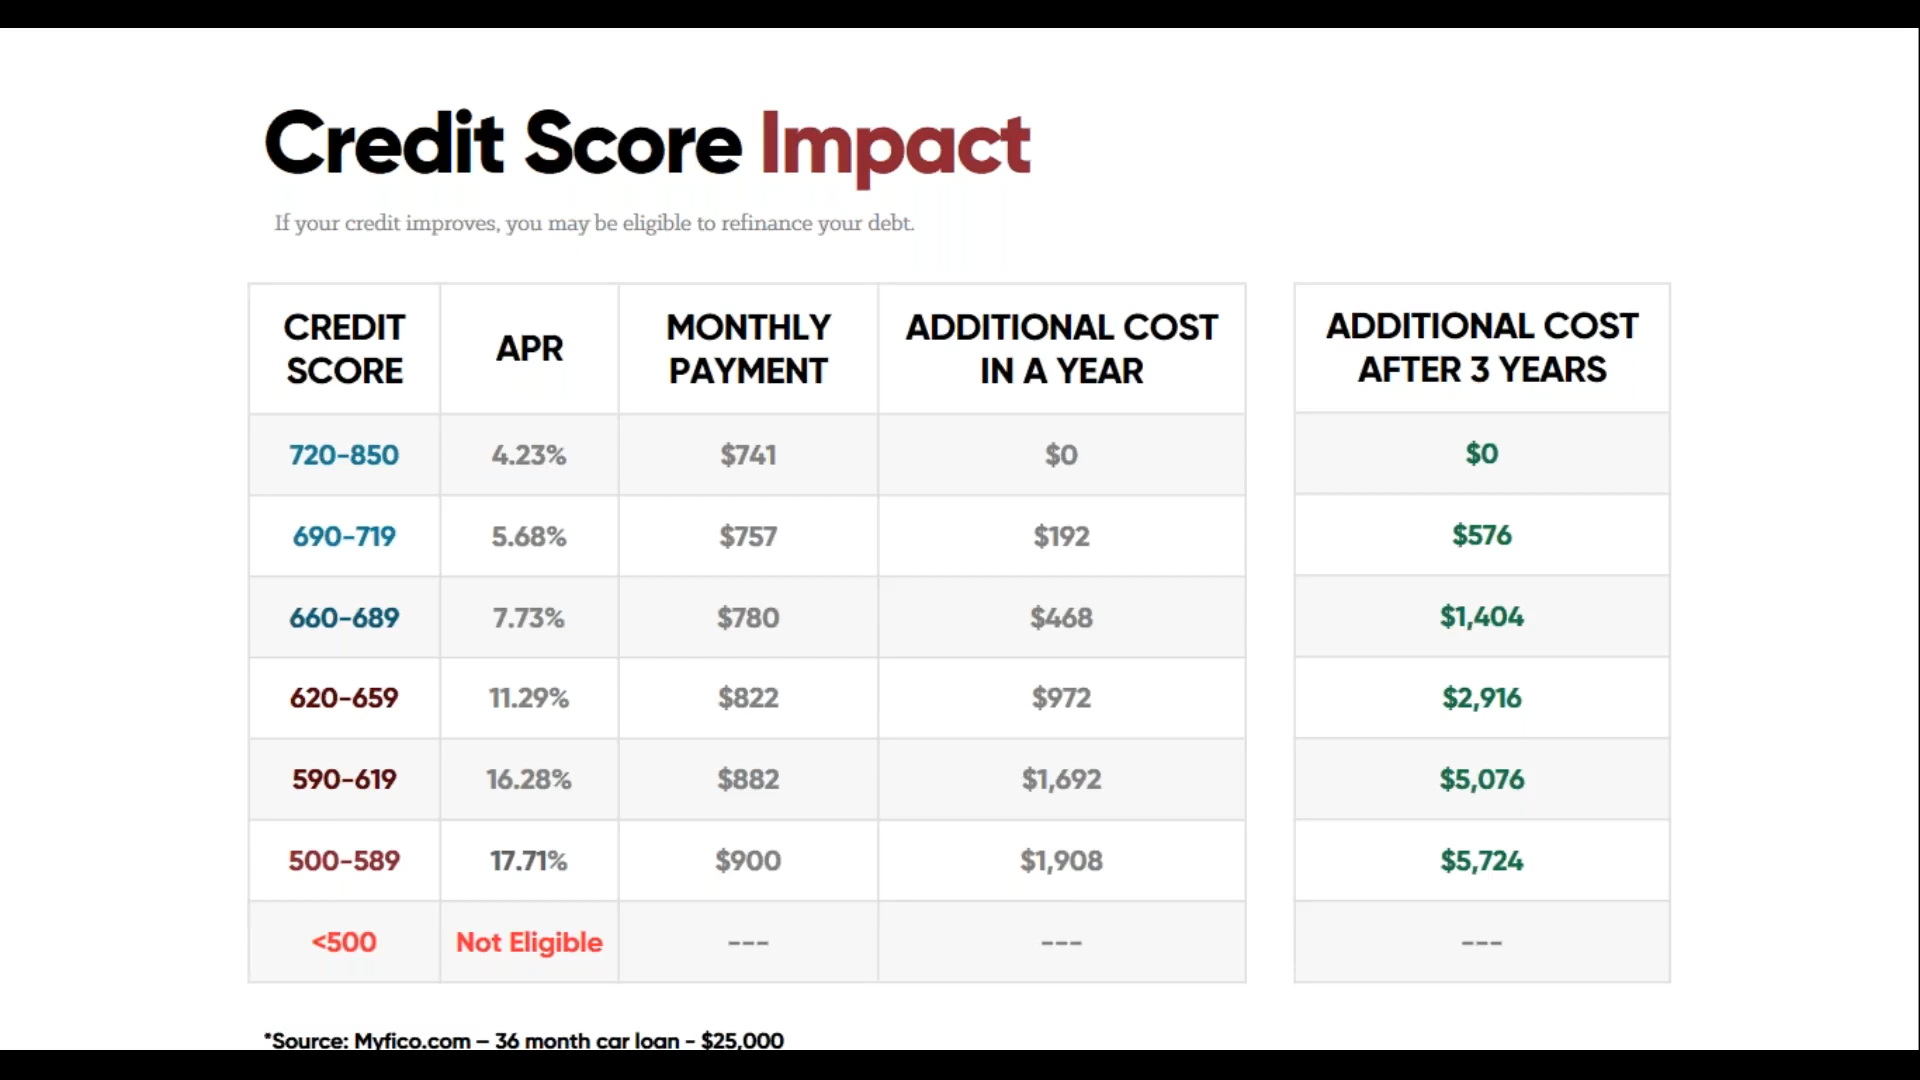 Credit Score Impact
If your credit improves, you may be eligible to refinance your debt.
CREDIT SCORE APR MONTHLY PAYMENT ADDITIONAL COST IN A YEAR ADDITIONAL COST AFTER 3 YEARS
720-850 4.23% $741 $0 $0
690-719 5.68% $757 $192 $576
660-689 7.73% $780 $468 $1,404
620-659 11.29% $822 $972 $2,916
590-619 16.28% $882 $1,692 $5,076
500-589 17.71% $900 $1,908 $5,724
<500 Not Eligible --- --- ---
*Source: Myfico.com – 36 month car loan - $25,000